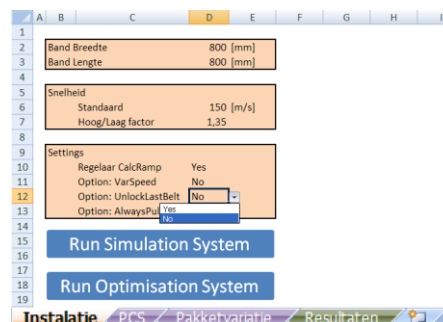 A B C D E F G H
1
2 Band Breedte 800 [mm]
3 Band Lengte 800 [mm]
4
5 Snelheid
6 Standaard 150 [m/s]
7 Hoog/Laag factor 1,35
8
9 Settings
10 Regelaar CalcRamp Yes
11 Option: VarSpeed No
12 Option: UnlockLastBelt No
Yes
13 Option: AlwaysPul No
14
15 Run Simulation System
16
17
18 Run Optimisation System
19
Instalatie PCS Pakketvariatie Resultaten